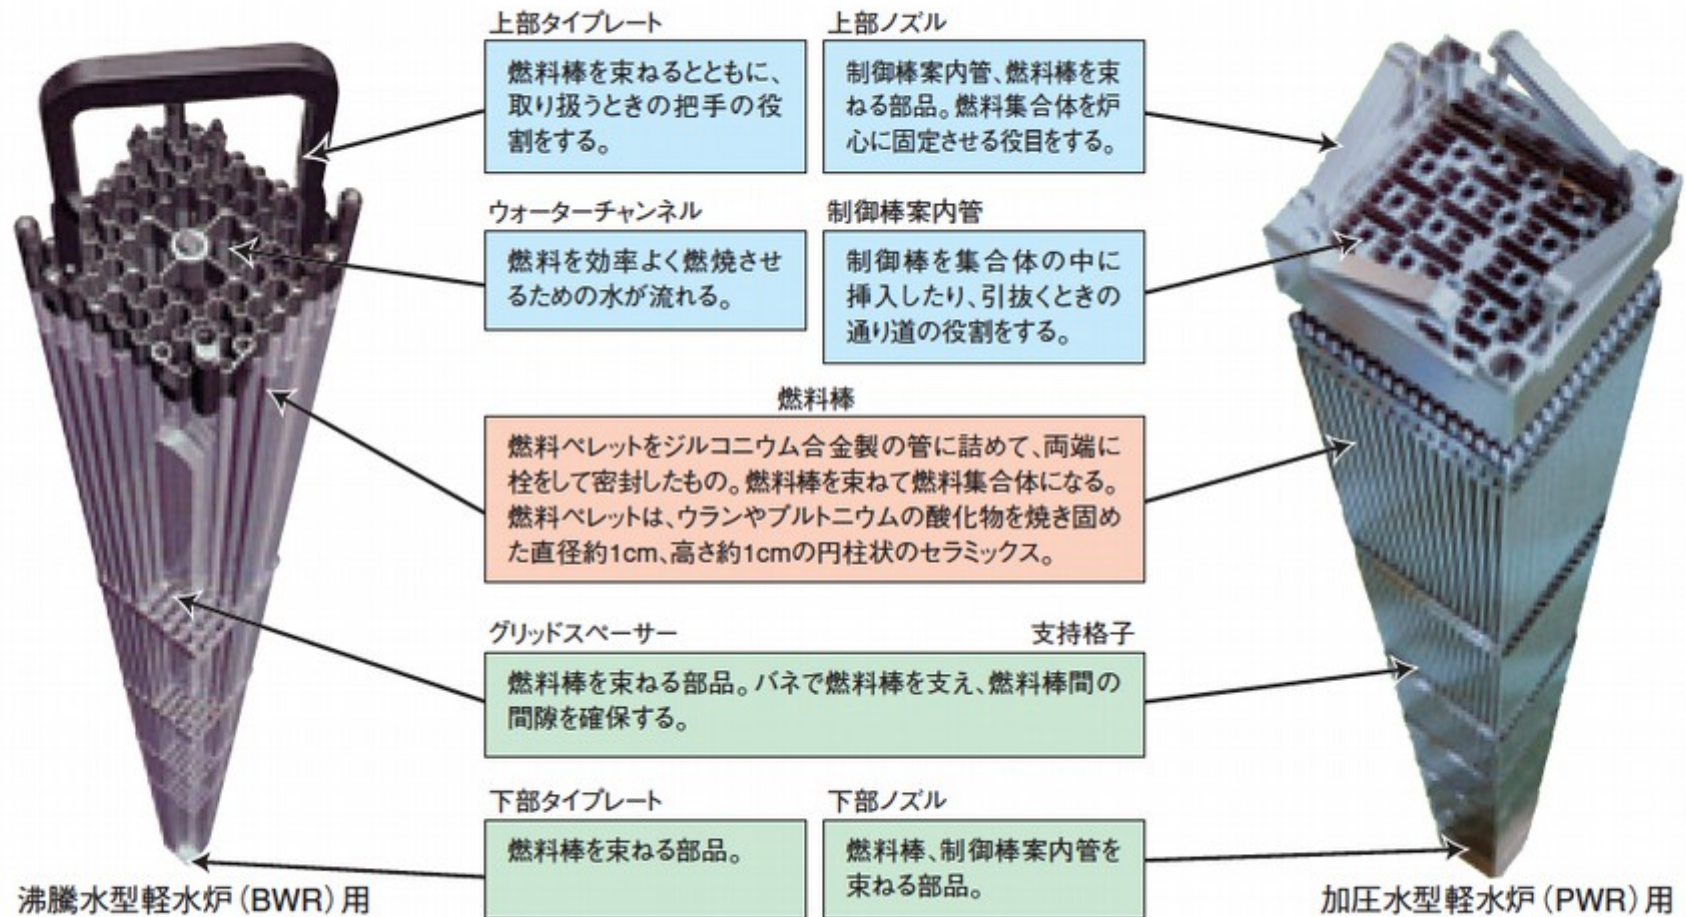 上部タイプレート
燃料棒を束ねるとともに、
取り扱うときの把手の役
割をする。
上部ノズル
制御棒案内管、燃料棒を束
ねる部品。燃料集合体を炉
心に固定させる役目をする。
ウォーターチャンネル
燃料を効率よく燃焼させ
るための水が流れる。
制御棒案内管
制御棒を集合体の中に
挿入したり、引抜くときの
通り道の役割をする。
燃料棒
燃料ペレットをジルコニウム合金製の管に詰めて、両端に
栓をして密封したもの。燃料棒を束ねて燃料集合体になる。
燃料ペレットは、ウランやプルトニウムの酸化物を焼き固め
た直径約1cm、高さ約1cmの円柱状のセラミックス。
グリッドスペーサー
支持格子
燃料棒を束ねる部品。バネで燃料棒を支え、燃料棒間の
間隙を確保する。
下部タイプレート
燃料棒を束ねる部品。
下部ノズル
燃料棒、制御棒案内管を
束ねる部品。
沸騰水型軽水炉(BWR)用
加圧水型軽水炉(PWR)用